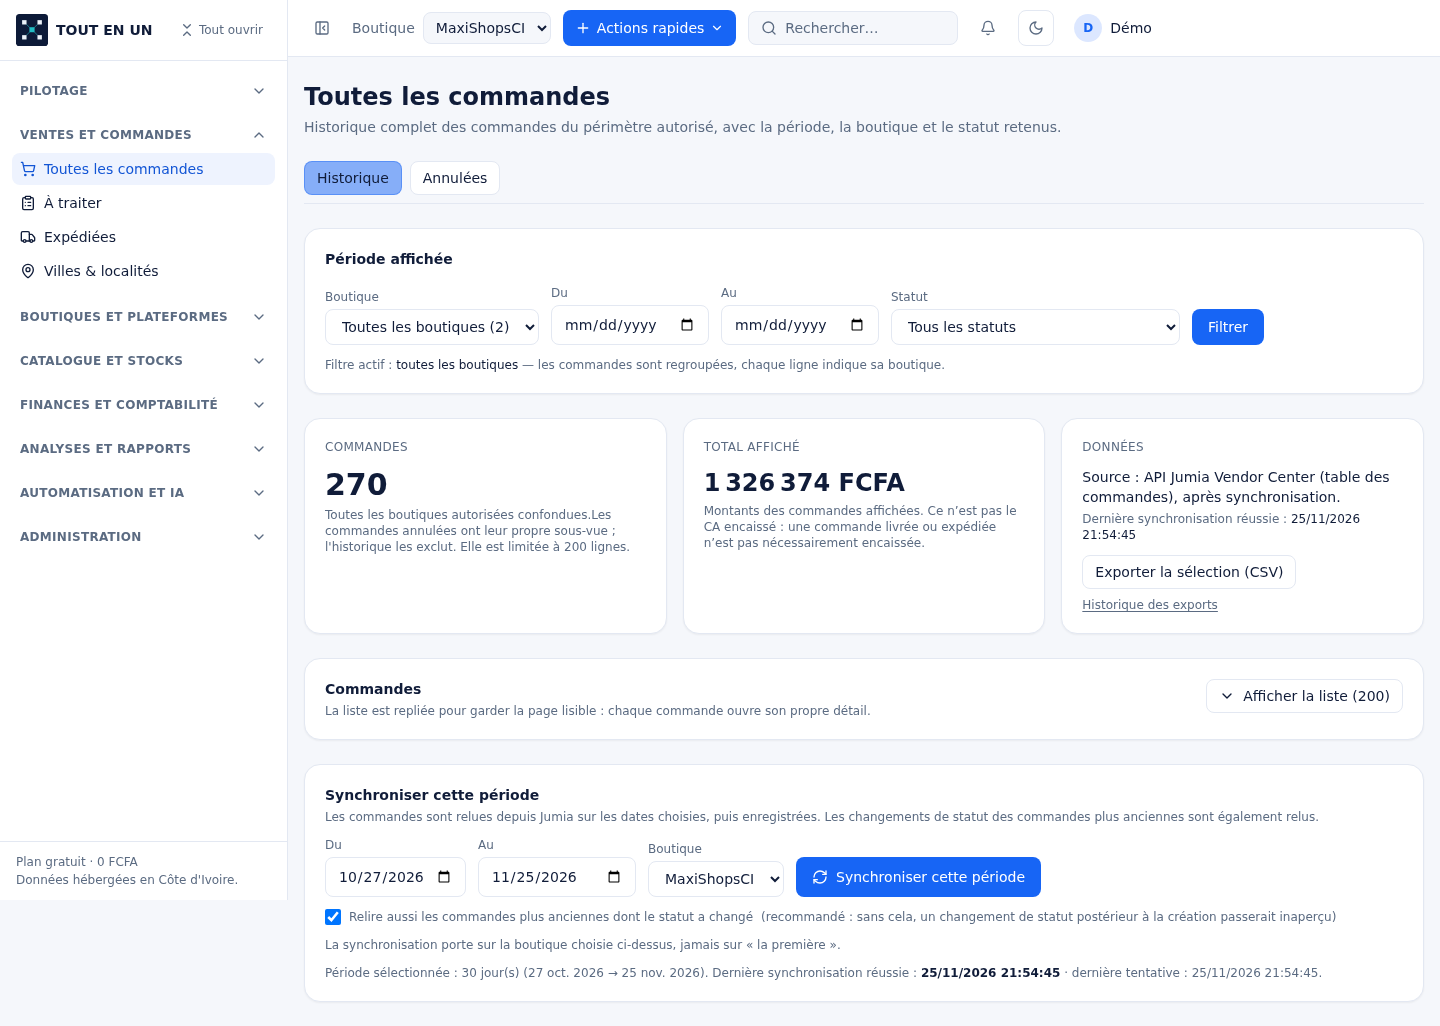 TOUT EN UN
Tout ouvrir
PILOTAGE
VENTES ET COMMANDES
Toutes les commandes
À traiter
Expédiées
Villes & localités
BOUTIQUES ET PLATEFORMES
CATALOGUE ET STOCKS
FINANCES ET COMPTABILITÉ
ANALYSES ET RAPPORTS
AUTOMATISATION ET IA
ADMINISTRATION
Plan gratuit · 0 FCFA
Données hébergées en Côte d'Ivoire.
Boutique MaxiShopsCI Actions rapides Rechercher... D Démo
Toutes les commandes
Historique complet des commandes du périmètre autorisé, avec la période, la boutique et le statut retenus.
Historique Annulées
Période affichée
Boutique Du Au Statut
Toutes les boutiques (2) mm/dd/yyyy mm/dd/yyyy Tous les statuts Filtrer
Filtre actif : toutes les boutiques — les commandes sont regroupées, chaque ligne indique sa boutique.
COMMANDES
270
Toutes les boutiques autorisées confondues.Les
commandes annulées ont leur propre sous-vue ;
l'historique les exclut. Elle est limitée à 200 lignes.
TOTAL AFFICHÉ
1 326 374 FCFA
Montants des commandes affichées. Ce n’est pas le
CA encaissé : une commande livrée ou expédiée
n’est pas nécessairement encaissée.
DONNÉES
Source : API Jumia Vendor Center (table des
commandes), après synchronisation.
Dernière synchronisation réussie : 25/11/2026
21:54:45
Exporter la sélection (CSV)
Historique des exports
Commandes
La liste est repliée pour garder la page lisible : chaque commande ouvre son propre détail.
Afficher la liste (200)
Synchroniser cette période
Les commandes sont relues depuis Jumia sur les dates choisies, puis enregistrées. Les changements de statut des commandes plus anciennes sont également relus.
Du Au Boutique
10/27/2026 11/25/2026 MaxiShopsCI Synchroniser cette période
Relire aussi les commandes plus anciennes dont le statut a changé (recommandé : sans cela, un changement de statut postérieur à la création passerait inaperçu)
La synchronisation porte sur la boutique choisie ci-dessus, jamais sur « la première ».
Période sélectionnée : 30 jour(s) (27 oct. 2026 → 25 nov. 2026). Dernière synchronisation réussie : 25/11/2026 21:54:45 · dernière tentative : 25/11/2026 21:54:45.